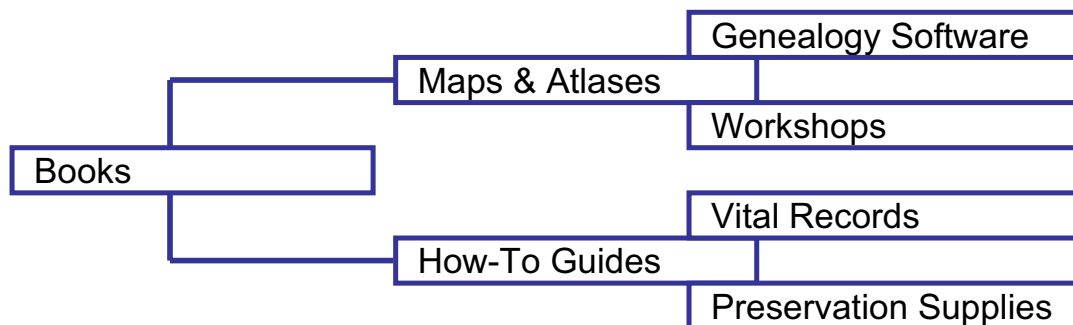 Genealogy Software
Maps & Atlases
Workshops
Books
Vital Records
How-To Guides
Preservation Supplies